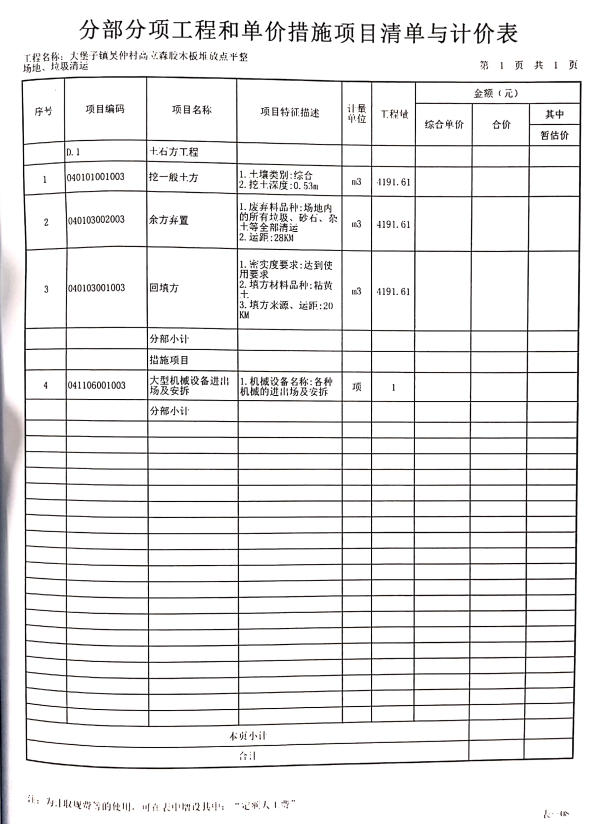 分部分项工程和单价措施项目清单与计价表
工程名称：大堡子镇吴仲村高立森胶木板堆放点平整
场地、垃圾清运
第 1 页 共 1 页
序号 项目编码 项目名称 项目特征描述 计量单位 工程量 金额（元）
综合单价 合价 其中
暂估价
D.1 土石方工程
1 040101001003 挖一般土方 1.土壤类别:综合
2.挖土深度:0.53m m3 4191.61
2 040103002003 余方弃置 1.废弃料品种:场地内
的所有垃圾、砂石、杂
土等全部清运
2.运距:28KM m3 4191.61
3 040103001003 回填方 1.密实度要求:达到使
用要求
2.填方材料品种:粘黄
土
3.填方来源、运距:20
KM m3 4191.61
分部小计
措施项目
4 041106001003 大型机械设备进出
场及安拆 1.机械设备名称:各种
机械的进出场及安拆 项 1
分部小计
本页小计
合计
注：为计取规费等的使用，可在表中增设其中：“定额人工费”
表—08